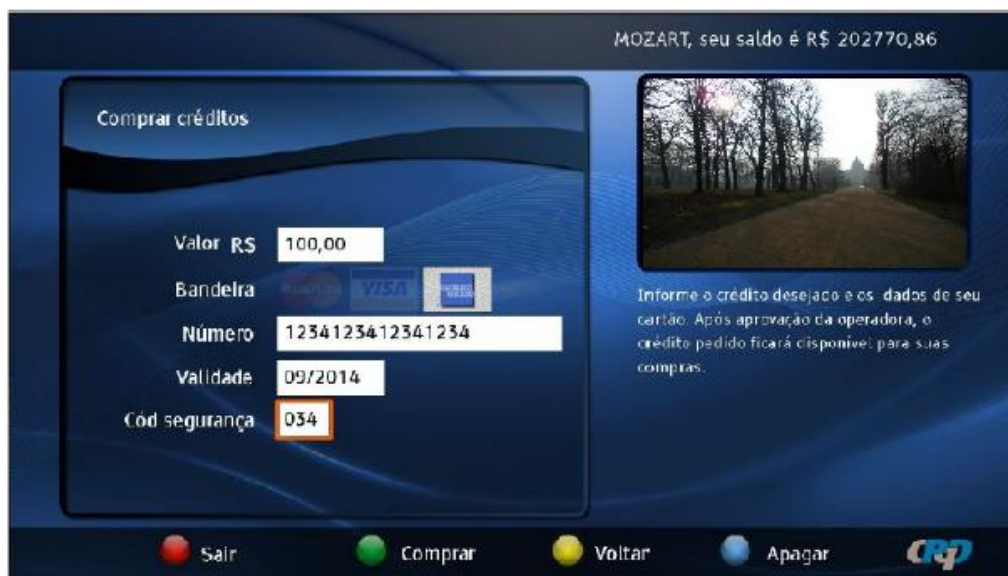 MOZART, seu saldo é R$ 202770,86
Comprar créditos
Valor R$ 100,00
Bandeira VISA
Número 1234123412341234
Validade 09/2014
Cód segurança 034
Informe o crédito desejado e os dados de seu
cartão. Após aprovação da operadora, o
crédito pedido ficará disponível para suas
compras.
Sair Comprar Voltar Apagar CPqD